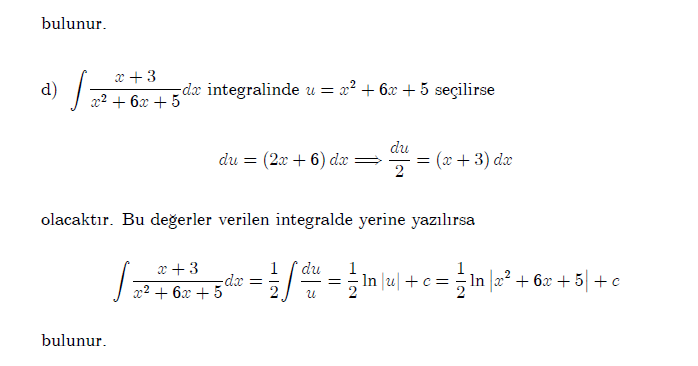 bulunur.
d) ∫ (x + 3)/(x² + 6x + 5) dx integralinde u = x² + 6x + 5 seçilirse
du = (2x + 6) dx ⟹ du/2 = (x + 3) dx
olacaktır. Bu değerler verilen integralde yerine yazılırsa
∫ (x + 3)/(x² + 6x + 5) dx = 1/2 ∫ du/u = 1/2 ln |u| + c = 1/2 ln |x² + 6x + 5| + c
bulunur.